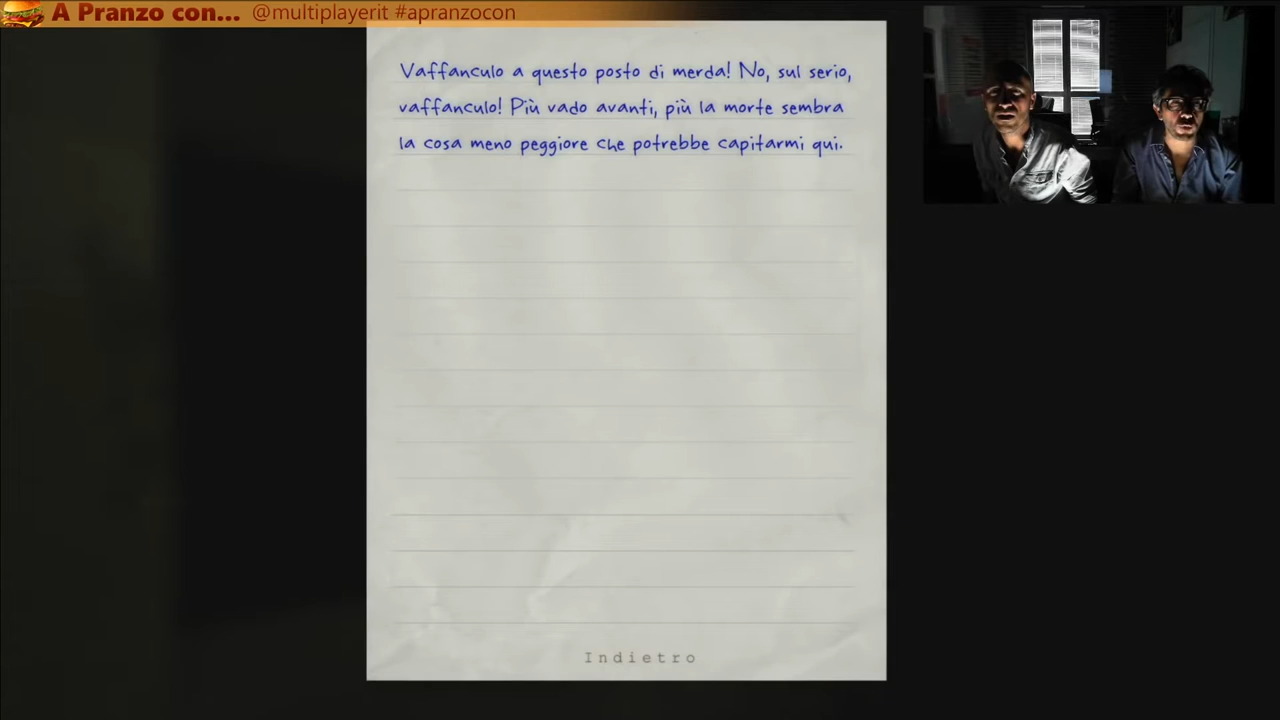 A Pranzo con... @multiplayerit #apranzocon
Vaffanculo a questo posto di merda! No, sul serio,
vaffanculo! Più vado avanti, più la morte sembra
la cosa meno peggiore che potrebbe capitarmi qui.
Indietro